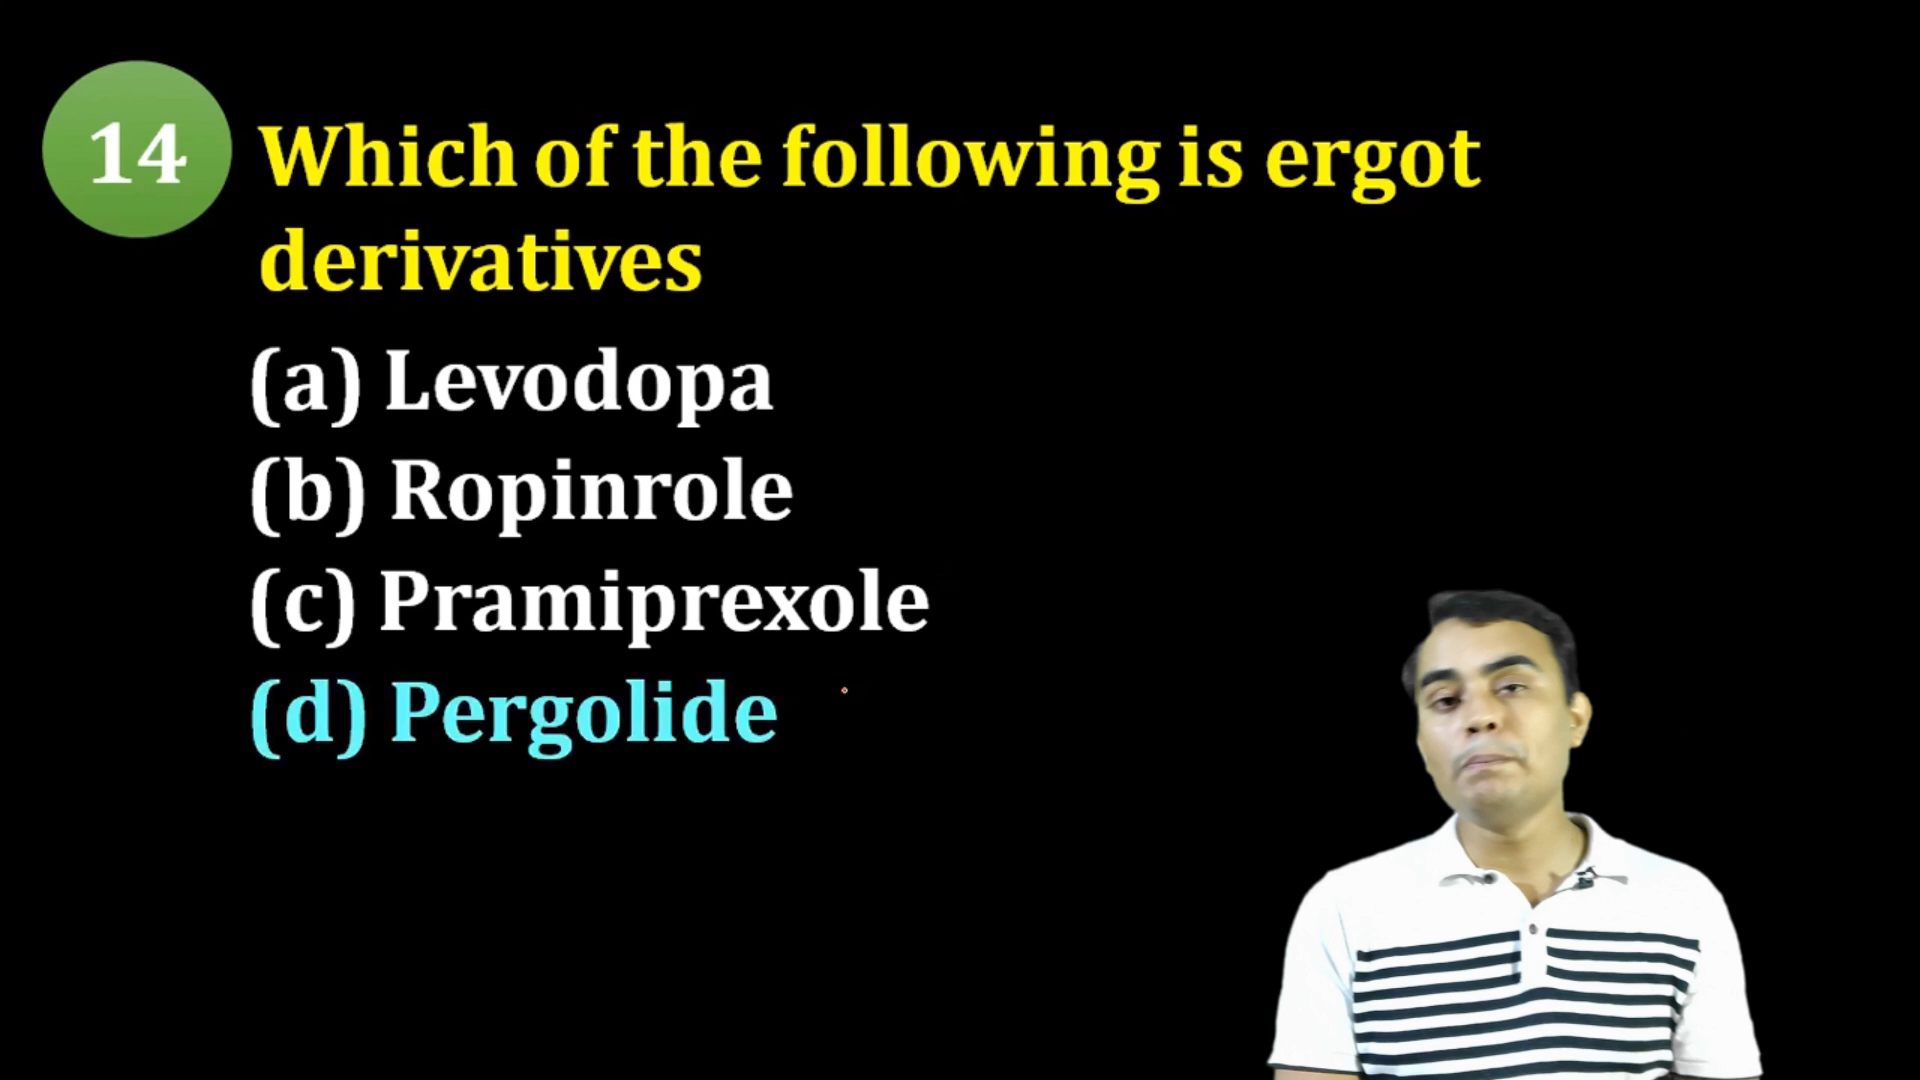 14
Which of the following is ergot
derivatives
(a) Levodopa
(b) Ropinrole
(c) Pramiprexole
(d) Pergolide